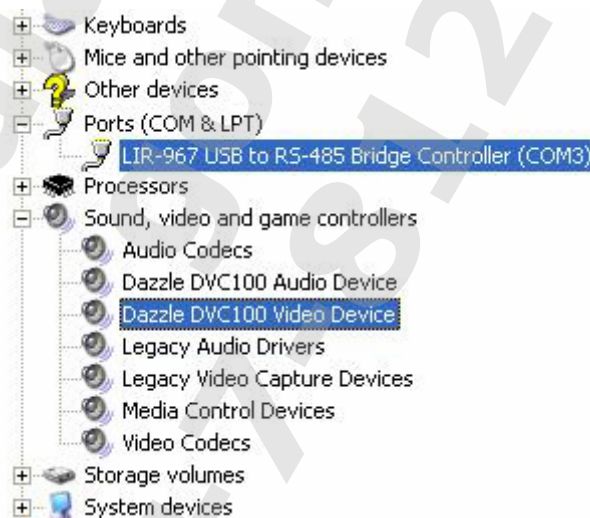 Keyboards
Mice and other pointing devices
Other devices
Ports (COM & LPT)
LIR-967 USB to RS-485 Bridge Controller (COM3)
Processors
Sound, video and game controllers
Audio Codecs
Dazzle DVC100 Audio Device
Dazzle DVC100 Video Device
Legacy Audio Drivers
Legacy Video Capture Devices
Media Control Devices
Video Codecs
Storage volumes
System devices